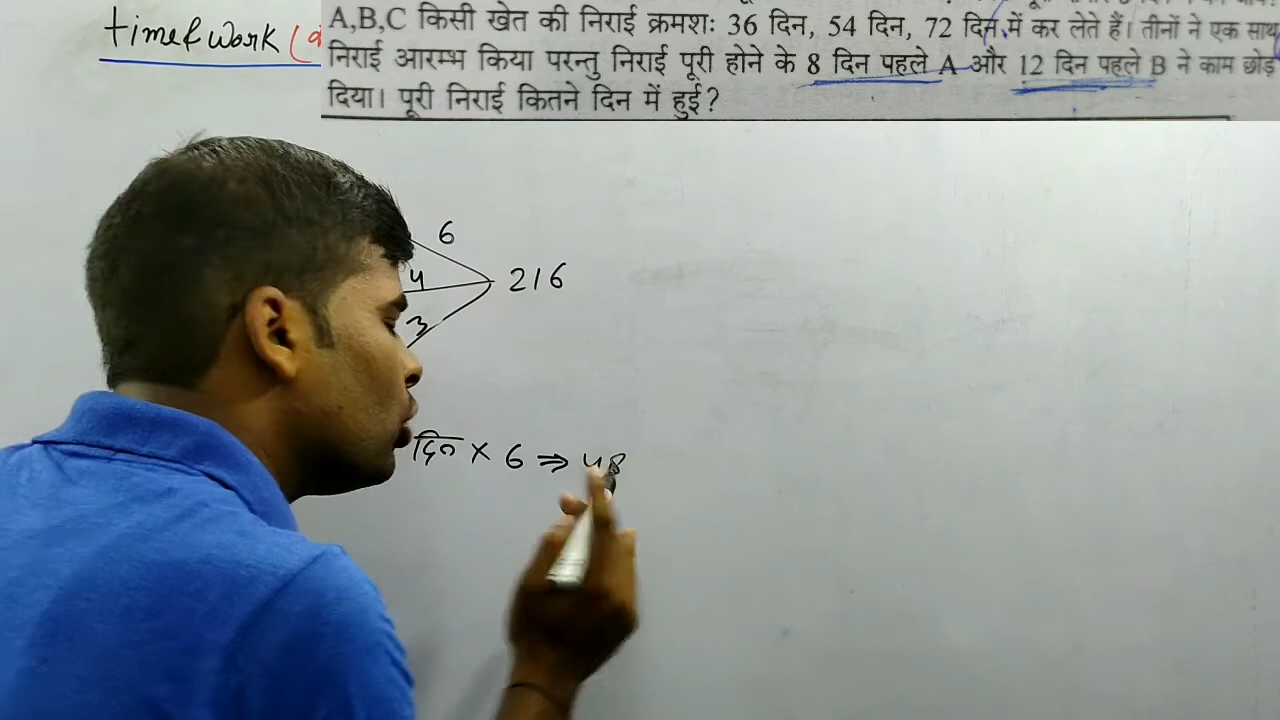 time & work (
A,B,C किसी खेत की निराई क्रमशः 36 दिन, 54 दिन, 72 दिन में कर लेते हैं। तीनों ने एक साथ
निराई आरम्भ किया परन्तु निराई पूरी होने के 8 दिन पहले A और 12 दिन पहले B ने काम छोड़
दिया। पूरी निराई कितने दिन में हुई?
6
4
216
3
दिन × 6 ⇒ 48